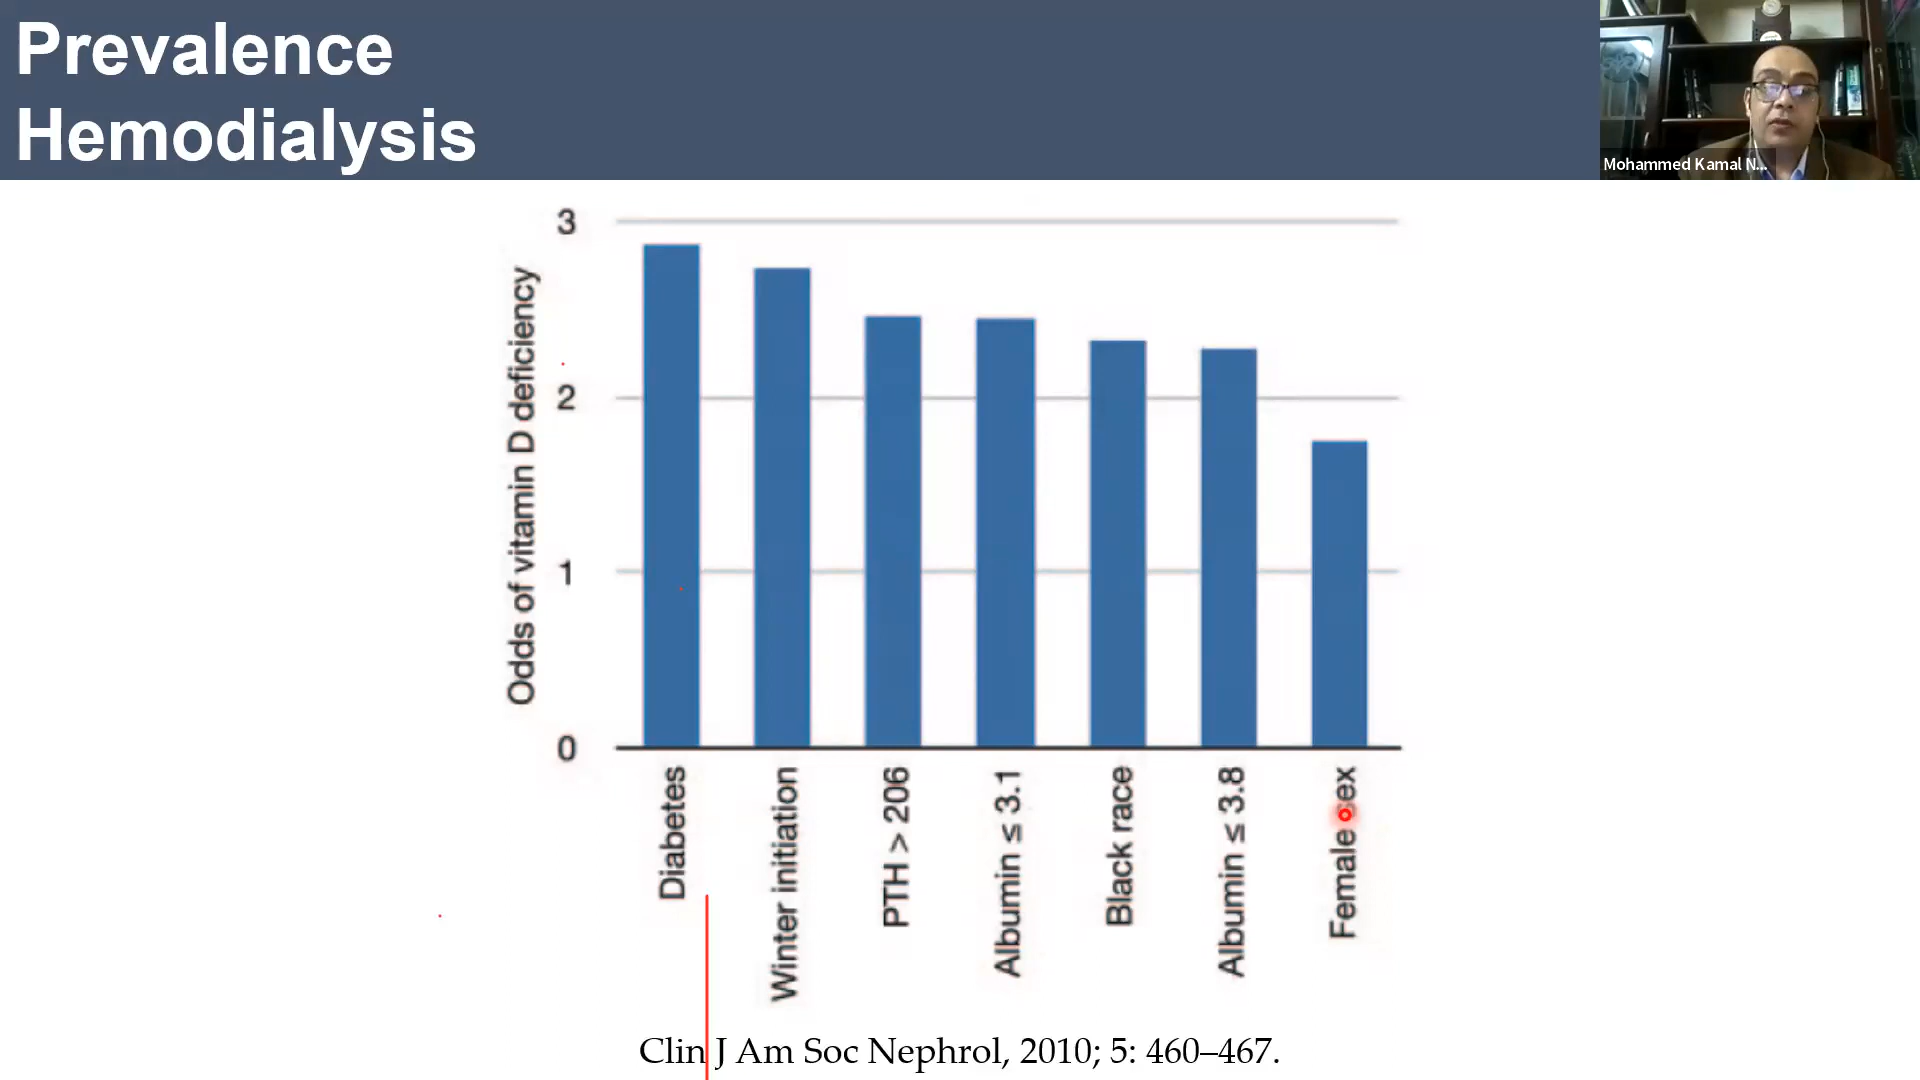 Prevalence
Hemodialysis
Mohammed Kamal N...
3
2
1
0
Odds of vitamin D deficiency
Diabetes
Winter initiation
PTH > 206
Albumin ≤ 3.1
Black race
Albumin ≤ 3.8
Female sex
Clin J Am Soc Nephrol, 2010; 5: 460–467.